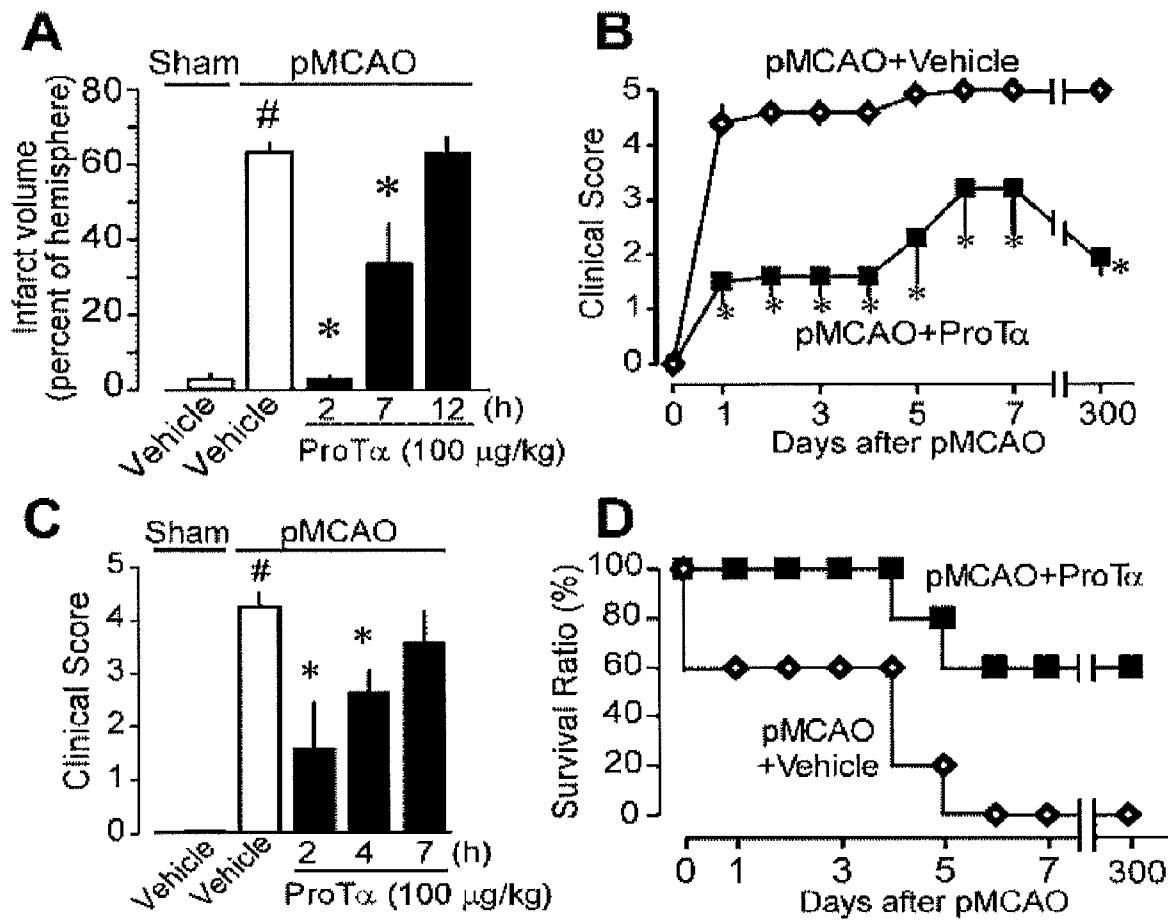 A
Sham pMCAO
Infarct volume
(percent of hemisphere)
80
60
40
20
0
#
*
*
Vehicle
Vehicle
2 7 12 (h)
ProTα (100 μg/kg)
B
pMCAO+Vehicle
Clinical Score
5
4
3
2
1
0
* * * * * * * *
pMCAO+ProTα
0 1 3 5 7 300
Days after pMCAO
C
Sham pMCAO
Clinical Score
5
4
3
2
1
0
#
*
*
Vehicle
Vehicle
2 4 7 (h)
ProTα (100 μg/kg)
D
Survival Ratio (%)
100
80
60
40
20
0
pMCAO+ProTα
pMCAO
+Vehicle
0 1 3 5 7 300
Days after pMCAO